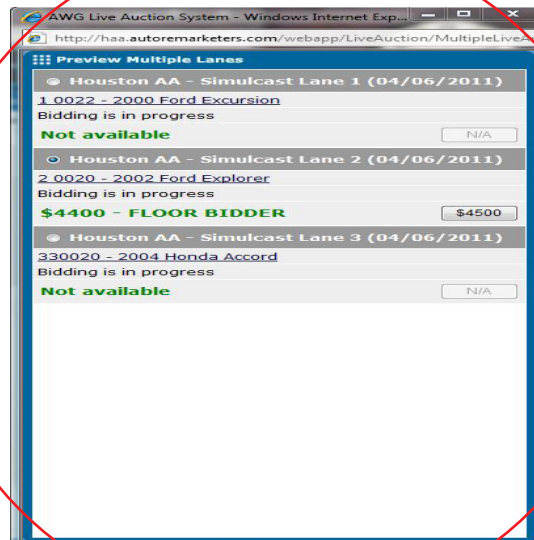 AWG Live Auction System - Windows Internet Exp...
http://haa.autoremarketers.com/webapp/LiveAuction/MultipleLiveAu
Preview Multiple Lanes
Houston AA - Simulcast Lane 1 (04/06/2011)
1 0022 - 2000 Ford Excursion
Bidding is in progress
Not available N/A
Houston AA - Simulcast Lane 2 (04/06/2011)
2 0020 - 2002 Ford Explorer
Bidding is in progress
$4400 - FLOOR BIDDER $4500
Houston AA - Simulcast Lane 3 (04/06/2011)
330020 - 2004 Honda Accord
Bidding is in progress
Not available N/A